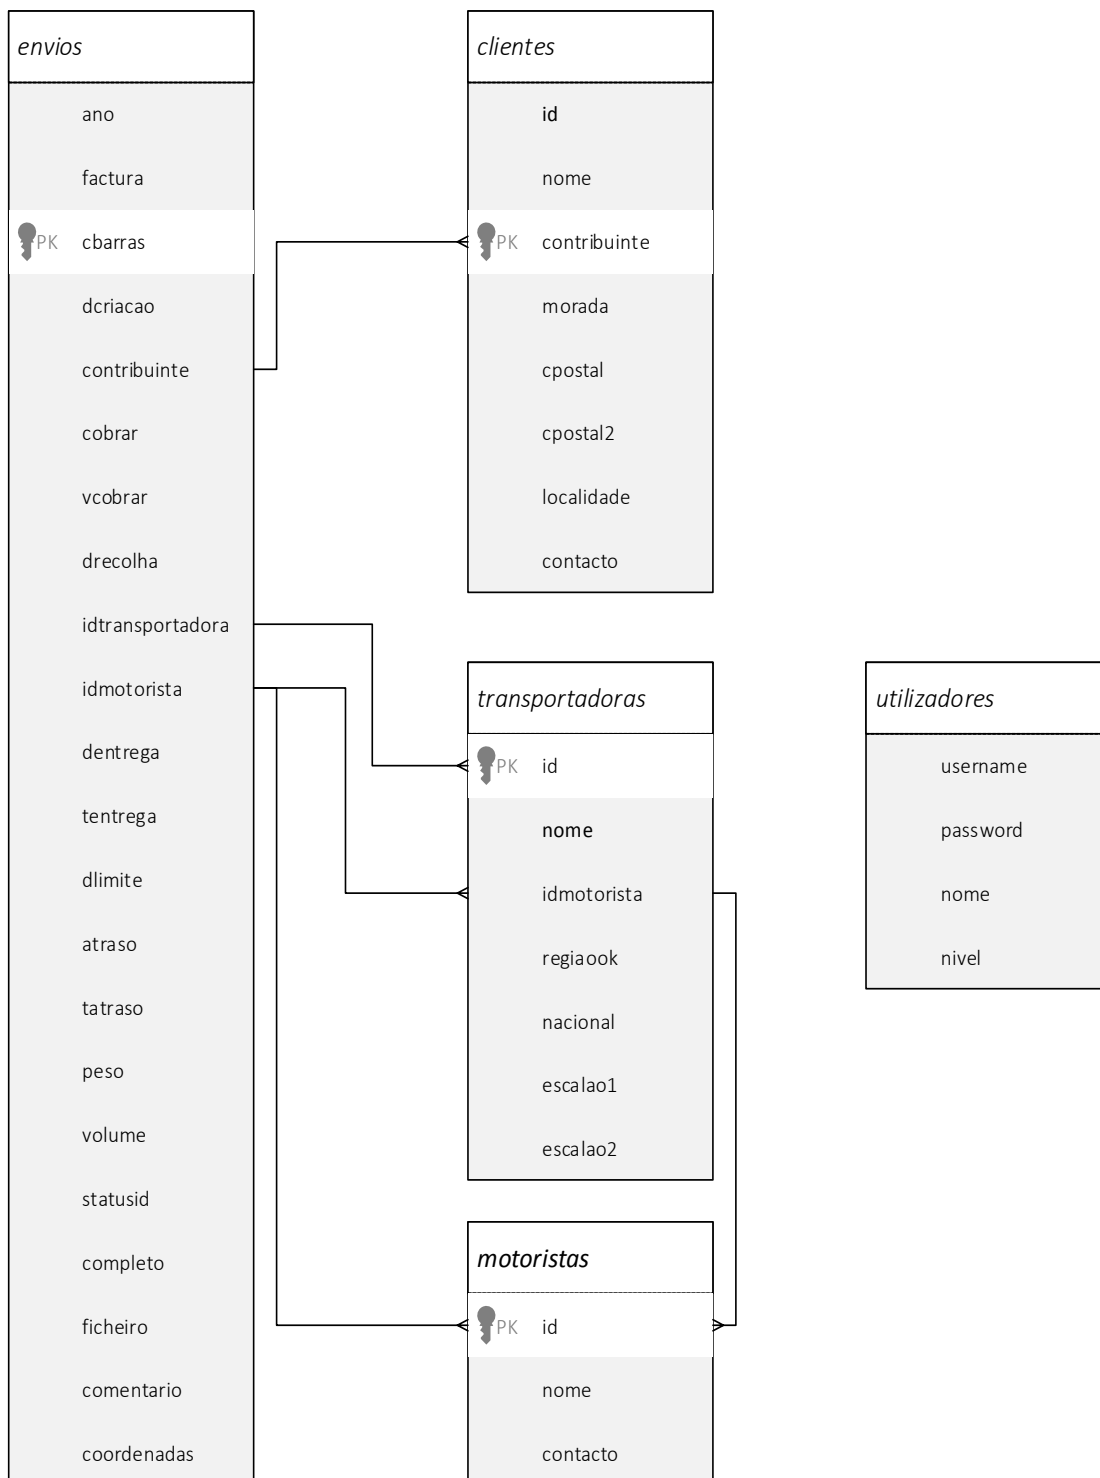 envios
ano
factura
PK cbarras
dcriacao
contribuinte
cobrar
vcobrar
drecolha
idtransportadora
idmotorista
dentrega
tentrega
dlimite
atraso
tatraso
peso
volume
statusid
completo
ficheiro
comentario
coordenadas
clientes
id
nome
PK contribuinte
morada
cpostal
cpostal2
localidade
contacto
transportadoras
PK id
nome
idmotorista
regiaook
nacional
escalao1
escalao2
motoristas
PK id
nome
contacto
utilizadores
username
password
nome
nivel